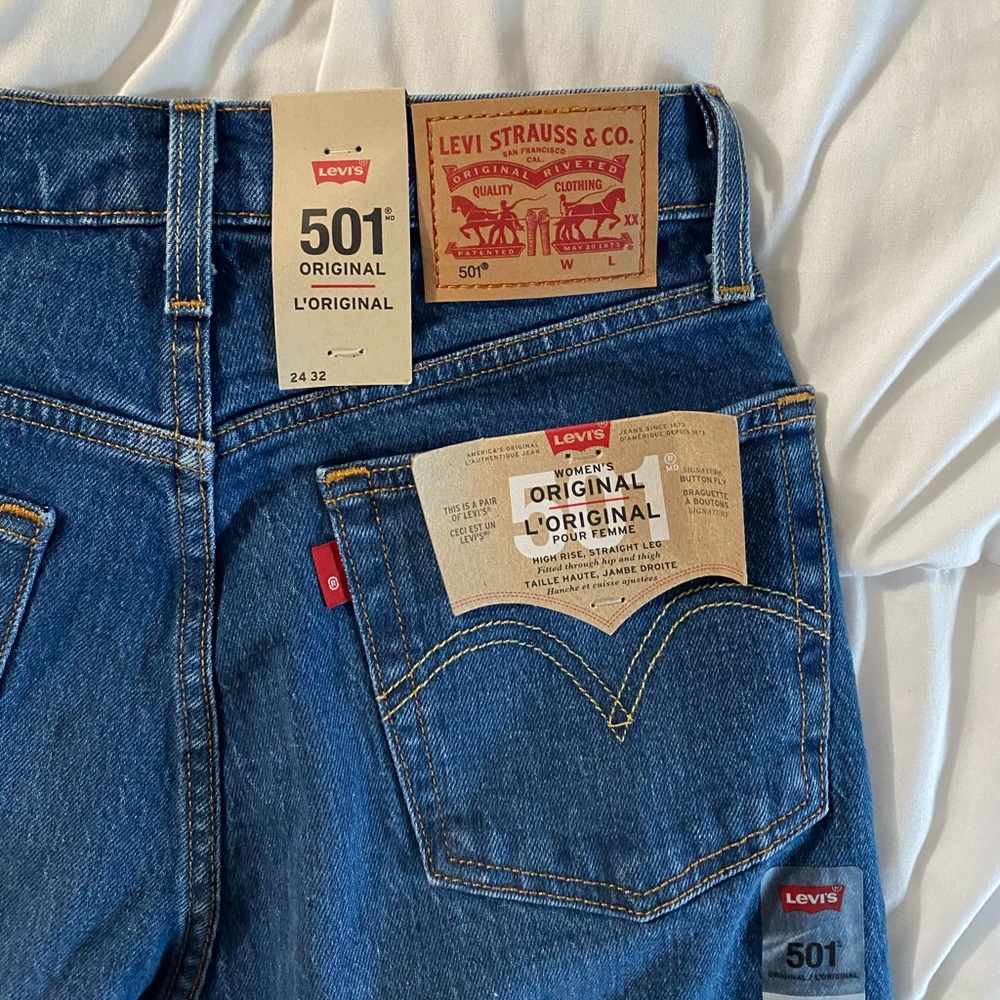 LEVI'S®
501®
MD
ORIGINAL
L'ORIGINAL
24 32
LEVI STRAUSS & CO.
SAN FRANCISCO
CAL.
ORIGINAL RIVETED
QUALITY CLOTHING
XX
PATENTED MAY 20 1873
501® W L
®
AMERICA'S ORIGINAL
L'AUTHENTIQUE JEAN
LEVI'S
JEANS SINCE 1873
D'AMÉRIQUE DEPUIS 1873
501®
MD
WOMEN'S
ORIGINAL
L'ORIGINAL
POUR FEMME
THIS IS A PAIR
OF LEVI'S®
CECI EST UN
LEVI'S
SIGNATURE
BUTTON FLY
BRAGUETTE
À BOUTONS
SIGNATURE
HIGH RISE, STRAIGHT LEG
Fitted through hip and thigh
TAILLE HAUTE, JAMBE DROITE
Hanche et cuisse ajustées
®
LEVI'S
501
ORIGINAL / L'ORIGINAL